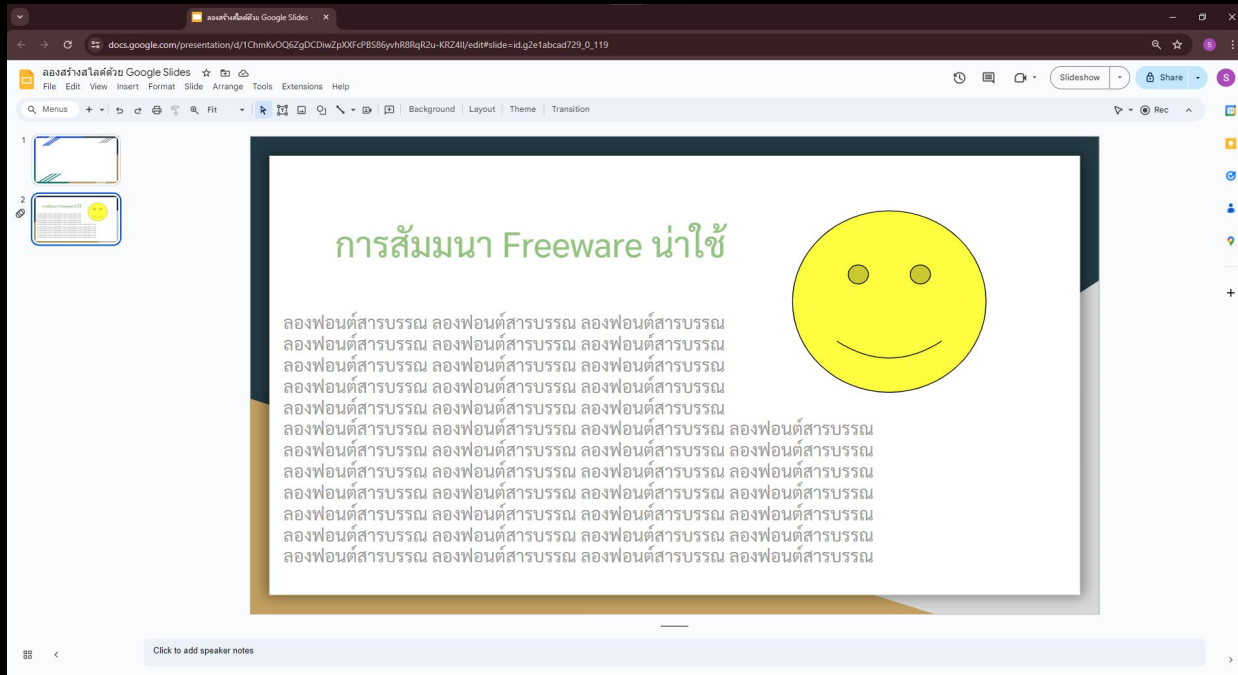 ลองสร้างสไลด์ด้วย Google Slides -
docs.google.com/presentation/d/1ChmKvOQ6ZgDCDiwZpXXFcPBS86yvhR8RqR2u-KRZ4lI/edit#slide=id.g2e1abcad729_0_119
S
ลองสร้างสไลด์ด้วย Google Slides
File Edit View Insert Format Slide Arrange Tools Extensions Help
Slideshow
Share
S
Menus
Fit
Background Layout Theme Transition
Rec
1
2
การสัมมนา Freeware น่าใช้
ลองฟอนต์สารบรรณ ลองฟอนต์สารบรรณ ลองฟอนต์สารบรรณ
ลองฟอนต์สารบรรณ ลองฟอนต์สารบรรณ ลองฟอนต์สารบรรณ
ลองฟอนต์สารบรรณ ลองฟอนต์สารบรรณ ลองฟอนต์สารบรรณ
ลองฟอนต์สารบรรณ ลองฟอนต์สารบรรณ ลองฟอนต์สารบรรณ
ลองฟอนต์สารบรรณ ลองฟอนต์สารบรรณ ลองฟอนต์สารบรรณ
ลองฟอนต์สารบรรณ ลองฟอนต์สารบรรณ ลองฟอนต์สารบรรณ ลองฟอนต์สารบรรณ
ลองฟอนต์สารบรรณ ลองฟอนต์สารบรรณ ลองฟอนต์สารบรรณ ลองฟอนต์สารบรรณ
ลองฟอนต์สารบรรณ ลองฟอนต์สารบรรณ ลองฟอนต์สารบรรณ ลองฟอนต์สารบรรณ
ลองฟอนต์สารบรรณ ลองฟอนต์สารบรรณ ลองฟอนต์สารบรรณ ลองฟอนต์สารบรรณ
ลองฟอนต์สารบรรณ ลองฟอนต์สารบรรณ ลองฟอนต์สารบรรณ ลองฟอนต์สารบรรณ
ลองฟอนต์สารบรรณ ลองฟอนต์สารบรรณ ลองฟอนต์สารบรรณ ลองฟอนต์สารบรรณ
ลองฟอนต์สารบรรณ ลองฟอนต์สารบรรณ ลองฟอนต์สารบรรณ ลองฟอนต์สารบรรณ
Click to add speaker notes